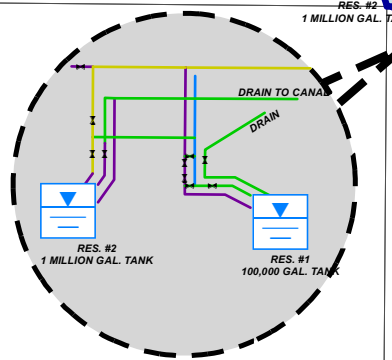 RES. #2
1 MILLION GAL. T
DRAIN TO CANAL
DRAIN
RES. #2
1 MILLION GAL. TANK
RES. #1
100,000 GAL. TANK